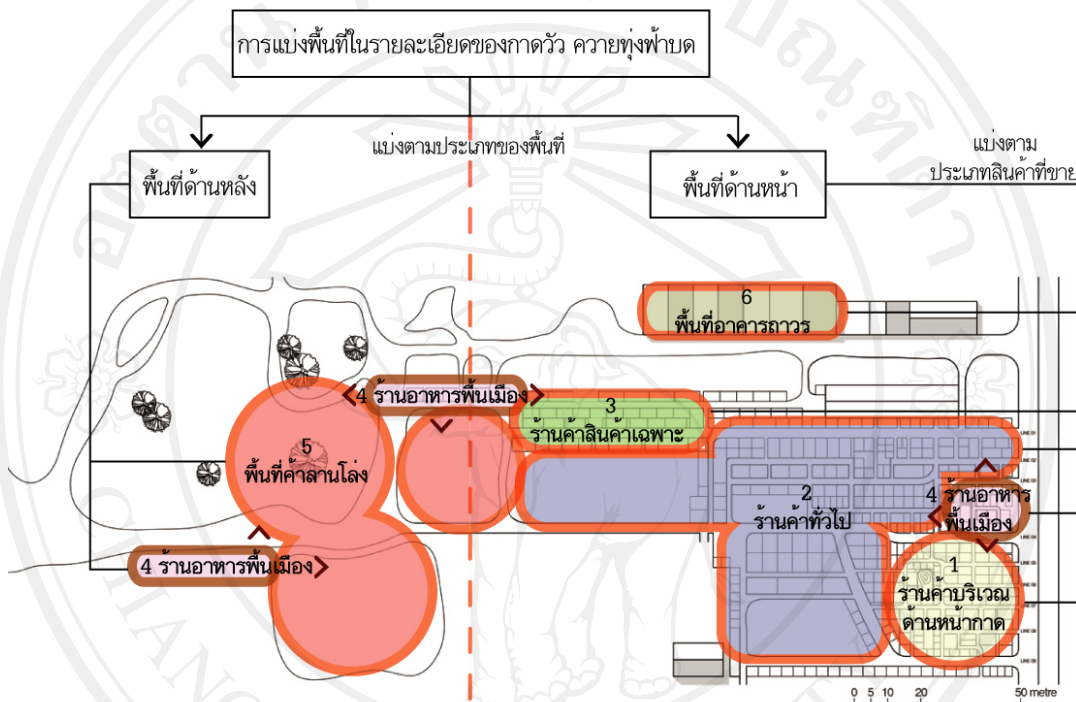 การแบ่งพื้นที่ในรายละเอียดของกาดวัว ควายทุ่งฟ้าบด
แบ่งตามประเภทของพื้นที่
แบ่งตาม
ประเภทสินค้าที่ขาย
พื้นที่ด้านหลัง
พื้นที่ด้านหน้า
6
พื้นที่อาคารถาวร
4 ร้านอาหารพื้นเมือง
3
ร้านค้าสินค้าเฉพาะ
5
พื้นที่ค้าลานโล่ง
2
ร้านค้าทั่วไป
4 ร้านอาหาร
พื้นเมือง
4 ร้านอาหารพื้นเมือง
1
ร้านค้าบริเวณ
ด้านหน้ากาด
0 5 10 20 50 metre